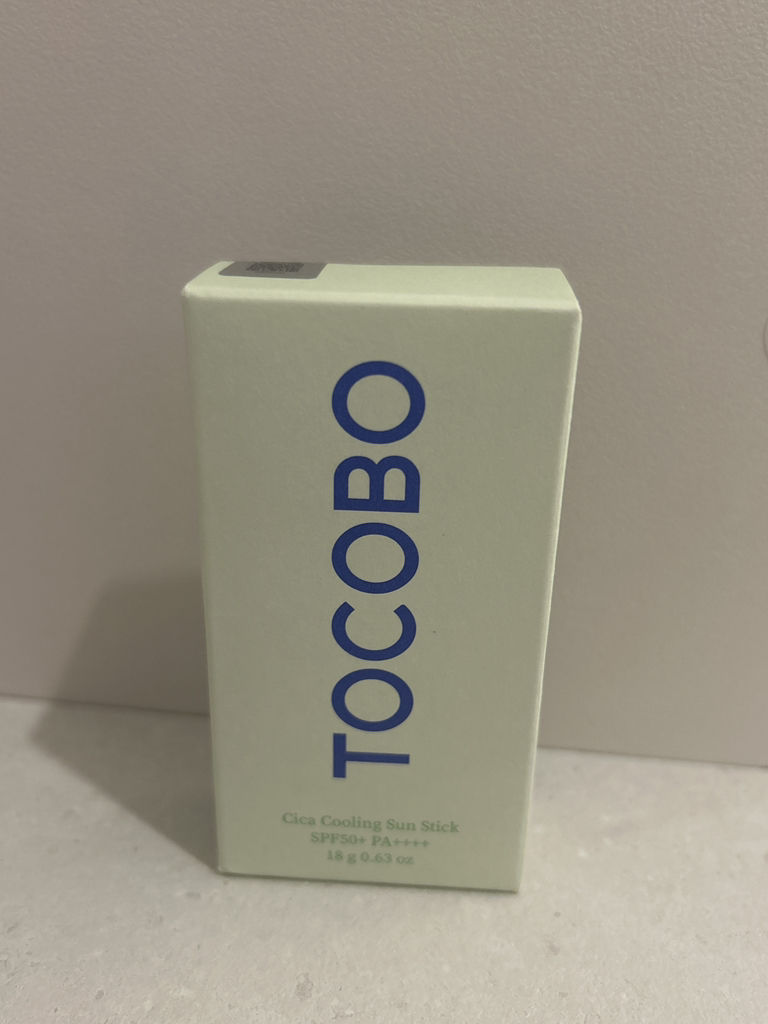 TOCOBO
Cica Cooling Sun Stick
SPF50+ PA++++
18 g 0.63 oz